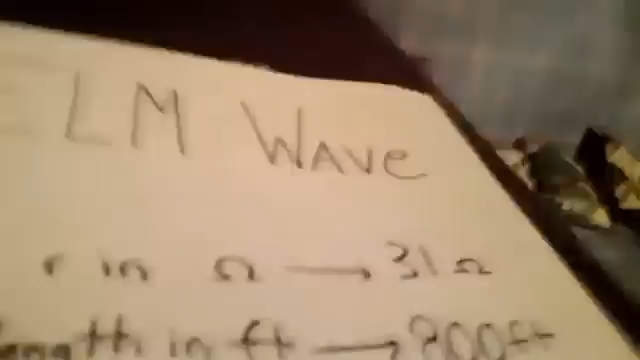 LM Wave
r in Ω → 31Ω
in ft → 800ft